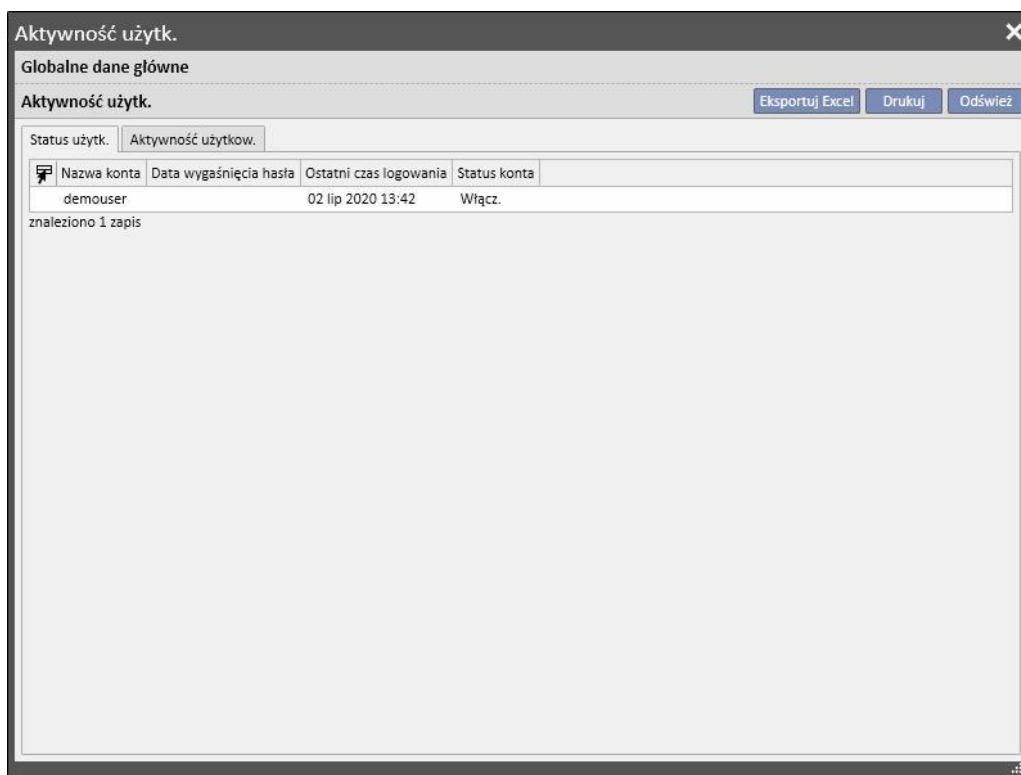 Aktywność użytk.
Globalne dane główne
Aktywność użytk. Eksportuj Excel Drukuj Odśwież
Status użytk. Aktywność użytkow.
Nazwa konta Data wygaśnięcia hasła Ostatni czas logowania Status konta
demouser 02 lip 2020 13:42 Włącz.
znaleziono 1 zapis